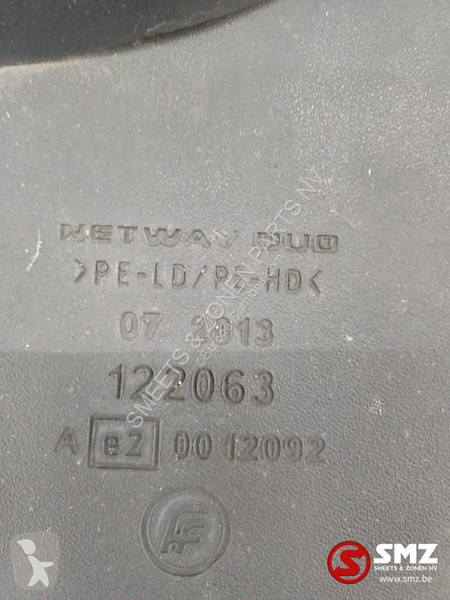 NETWAY DUO
>PE-LD/PE-HD<
07 2013
122063
A e2 0012092
SMEETS & ZONEN PARTS NV
SMZ
SMEETS & ZONEN NV
www.smz.be